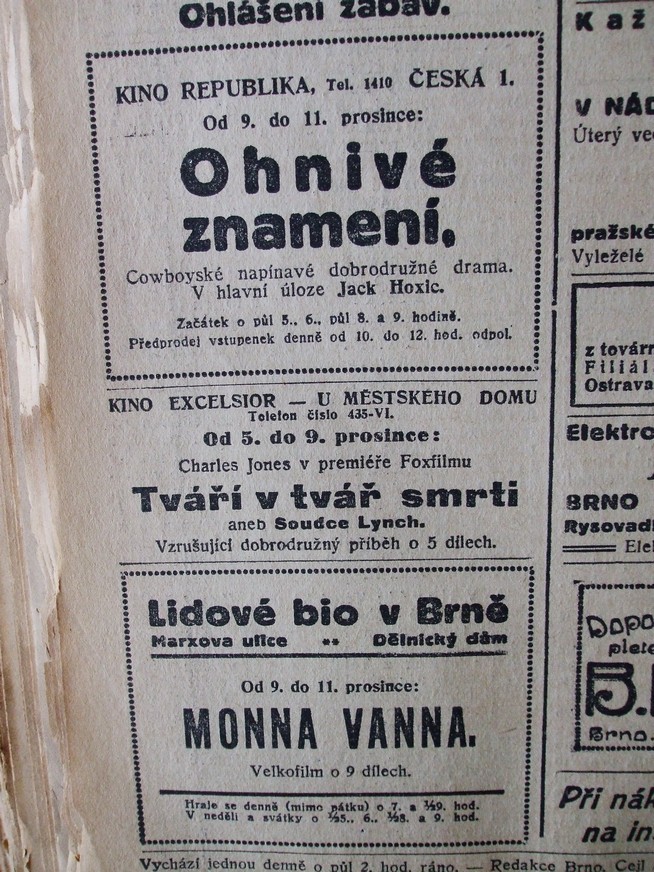 Ohlášení zábav.
KINO REPUBLIKA, Tel. 1410 ČESKÁ 1.
Od 9. do 11. prosince:
Ohnivé
znamení.
Cowboyské napínavé dobrodružné drama.
V hlavní úloze Jack Hoxic.
Začátek o půl 5., 6., půl 8. a 9. hodině.
Předprodej vstupenek denně od 10. do 12. hod. odpol.
KINO EXCELSIOR — U MĚSTSKÉHO DOMU
Telefon číslo 435-VI.
Od 5. do 9. prosince:
Charles Jones v premiéře Foxfilmu
Tváří v tvář smrti
aneb Soudce Lynch.
Vzrušující dobrodružný příběh o 5 dílech.
Lidové bio v Brně
Marxova ulice ** Dělnický dům
Od 9. do 11. prosince:
MONNA VANNA.
Velkofilm o 9 dílech.
Hraje se denně (mimo pátku) o 7. a ½9. hod.
V neděli a svátky o ½5., 6., ½8. a 9. hod.
Vychází jednou denně o půl 2. hod. ráno. — Redakce Brno, Cejl
Kaž
V NÁD
Úterý
pražské
Vyleželé
z továrn
Filiál
Ostrava
Elektro
BRNO
Rysovad
Elek
Dopo
plete
B.
Brno.
Při nák
na in